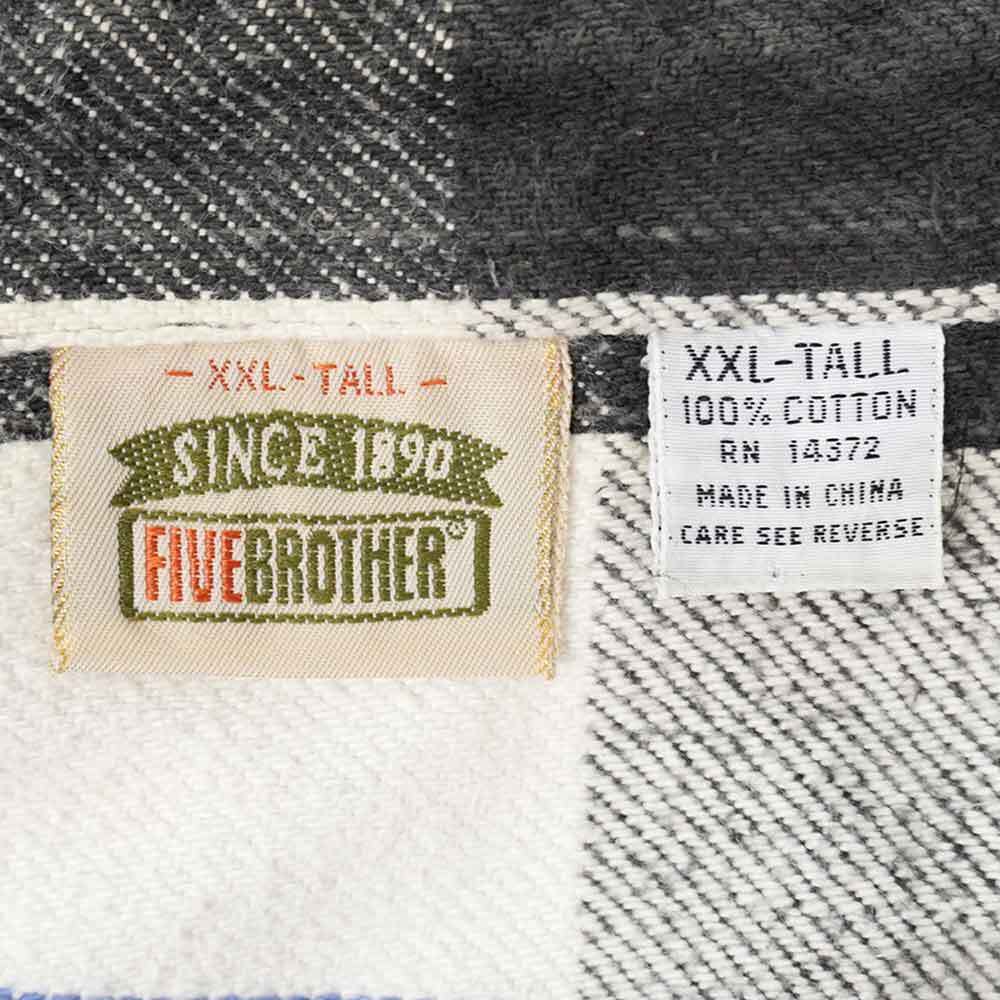 - XXL - TALL -
SINCE 1890
FIVEBROTHER®
XXL-TALL
100% COTTON
RN 14372
MADE IN CHINA
CARE SEE REVERSE